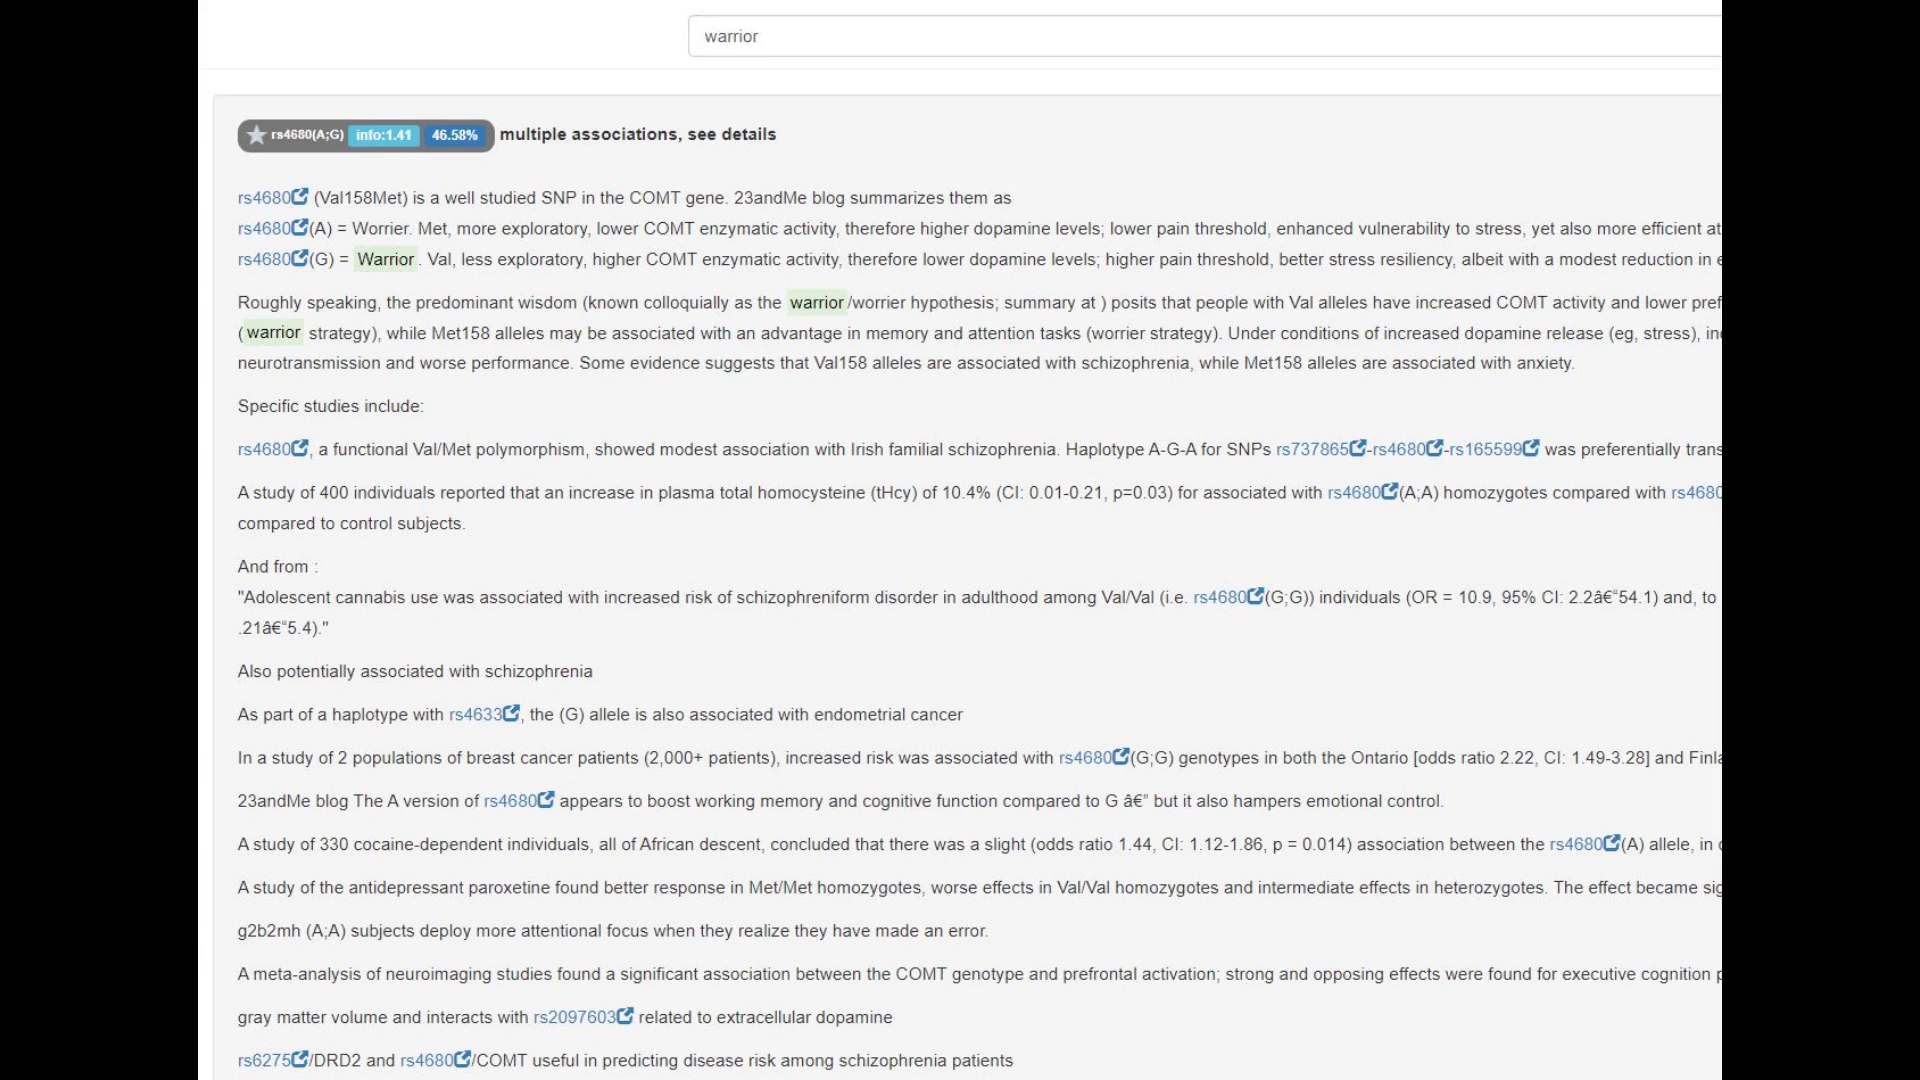 warrior
rs4680(A;G) info:1.41 46.58% multiple associations, see details
rs4680 (Val158Met) is a well studied SNP in the COMT gene. 23andMe blog summarizes them as
rs4680(A) = Worrier. Met, more exploratory, lower COMT enzymatic activity, therefore higher dopamine levels; lower pain threshold, enhanced vulnerability to stress, yet also more efficient at
rs4680(G) = Warrior. Val, less exploratory, higher COMT enzymatic activity, therefore lower dopamine levels; higher pain threshold, better stress resiliency, albeit with a modest reduction in
Roughly speaking, the predominant wisdom (known colloquially as the warrior/worrier hypothesis; summary at ) posits that people with Val alleles have increased COMT activity and lower
(warrior strategy), while Met158 alleles may be associated with an advantage in memory and attention tasks (worrier strategy). Under conditions of increased dopamine release (eg, stress),
neurotransmission and worse performance. Some evidence suggests that Val158 alleles are associated with schizophrenia, while Met158 alleles are associated with anxiety.
Specific studies include:
rs4680, a functional Val/Met polymorphism, showed modest association with Irish familial schizophrenia. Haplotype A-G-A for SNPs rs737865-rs4680-rs165599 was preferentially
A study of 400 individuals reported that an increase in plasma total homocysteine (tHcy) of 10.4% (CI: 0.01-0.21, p=0.03) for associated with rs4680(A;A) homozygotes compared with rs4680
compared to control subjects.
And from :
"Adolescent cannabis use was associated with increased risk of schizophreniform disorder in adulthood among Val/Val (i.e. rs4680(G;G)) individuals (OR = 10.9, 95% CI: 2.2â€“54.1) and, to
.21â€“5.4)."
Also potentially associated with schizophrenia
As part of a haplotype with rs4633, the (G) allele is also associated with endometrial cancer
In a study of 2 populations of breast cancer patients (2,000+ patients), increased risk was associated with rs4680(G;G) genotypes in both the Ontario [odds ratio 2.22, CI: 1.49-3.28] and
23andMe blog The A version of rs4680 appears to boost working memory and cognitive function compared to G â€” but it also hampers emotional control.
A study of 330 cocaine-dependent individuals, all of African descent, concluded that there was a slight (odds ratio 1.44, CI: 1.12-1.86, p = 0.014) association between the rs4680(A) allele, in
A study of the antidepressant paroxetine found better response in Met/Met homozygotes, worse effects in Val/Val homozygotes and intermediate effects in heterozygotes. The effect became
g2b2mh (A;A) subjects deploy more attentional focus when they realize they have made an error.
A meta-analysis of neuroimaging studies found a significant association between the COMT genotype and prefrontal activation; strong and opposing effects were found for executive cognition
gray matter volume and interacts with rs2097603 related to extracellular dopamine
rs6275/DRD2 and rs4680/COMT useful in predicting disease risk among schizophrenia patients